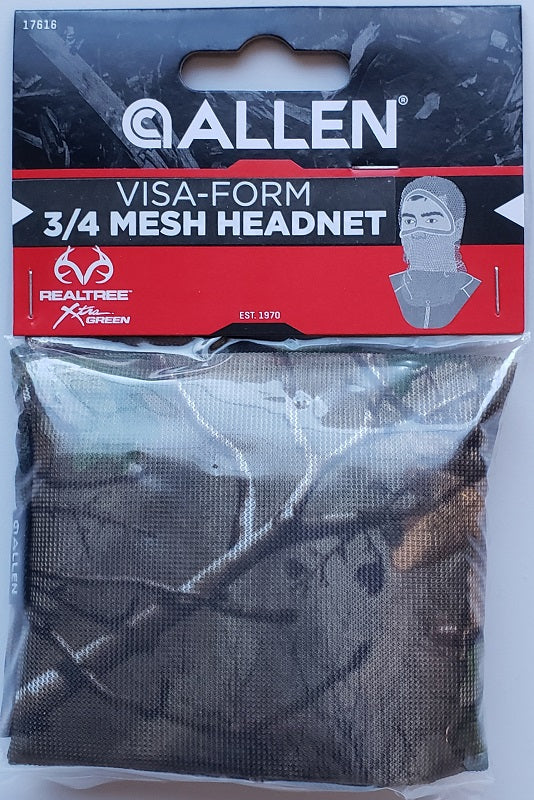 17616
ALLEN®
VISA-FORM
3/4 MESH HEADNET
REALTREE
Xtra
GREEN
EST. 1970
ALLEN